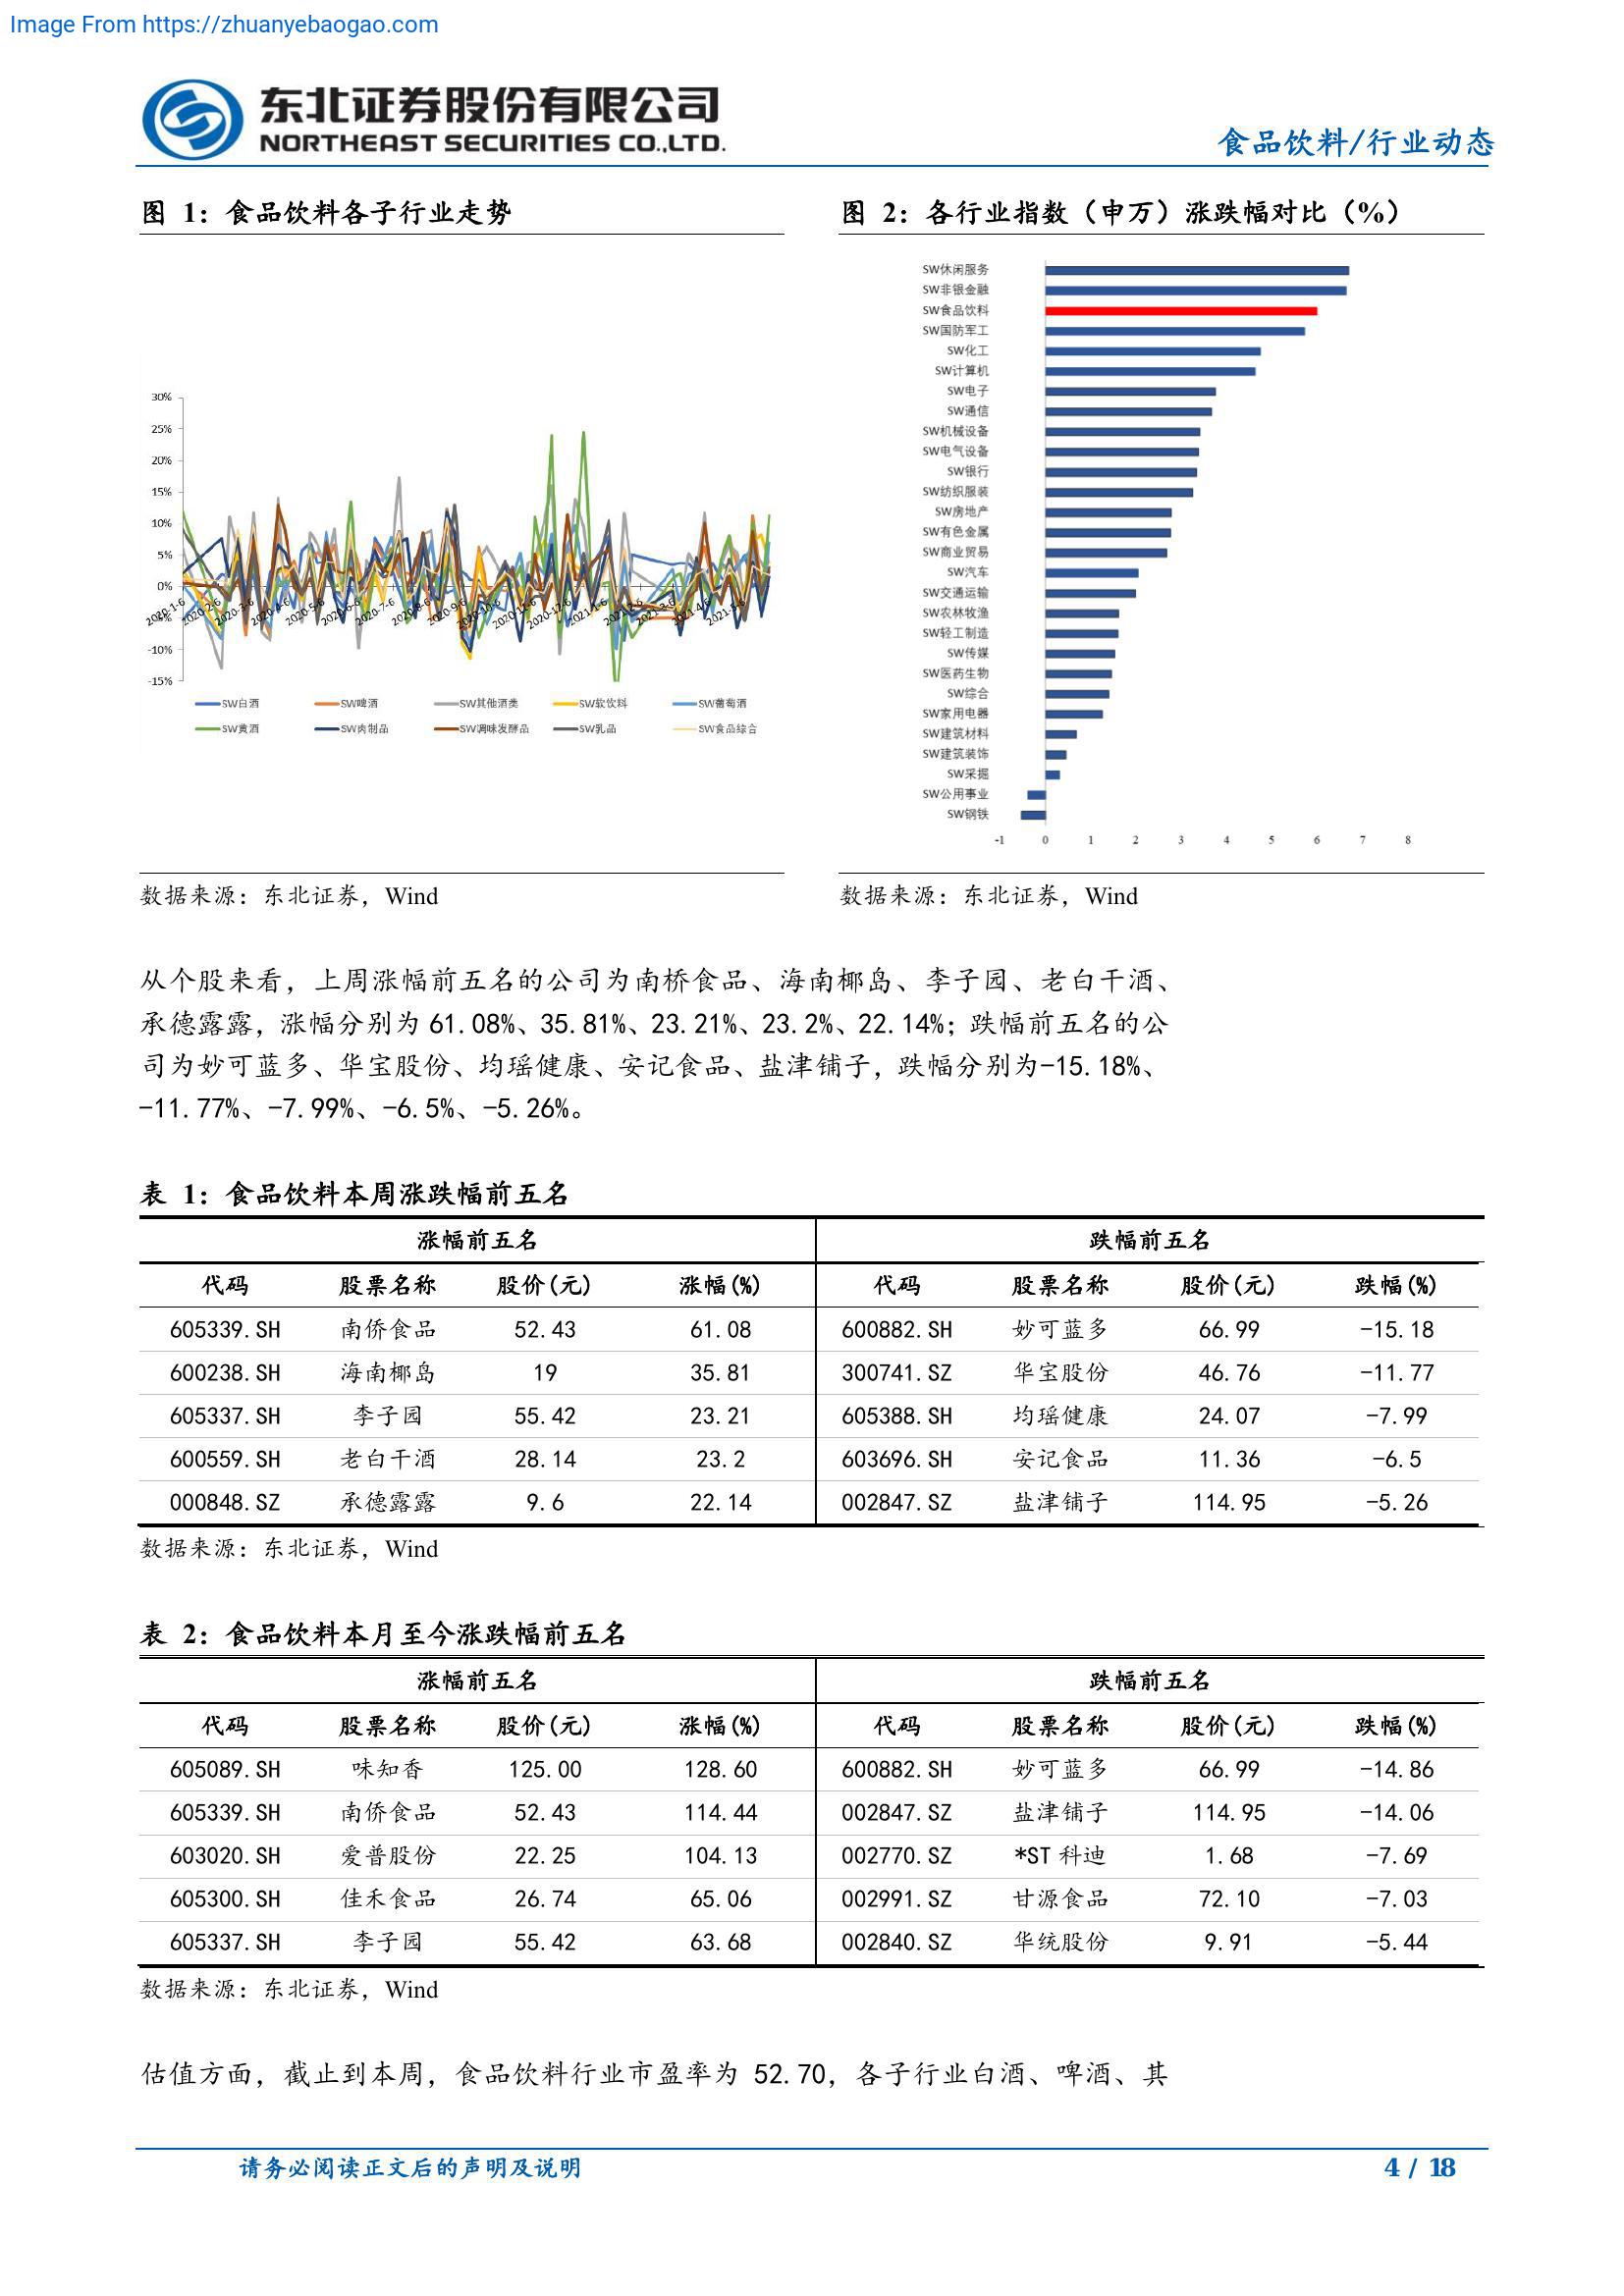 Image From https://zhuanyebaogao.com
东北证券股份有限公司
NORTHEAST SECURITIES CO.,LTD.
食品饮料/行业动态
图 1：食品饮料各子行业走势
30%
25%
20%
15%
10%
5%
0%
-5%
-10%
-15%
2020-1-6 2020-2-6 2020-3-6 2020-4-6 2020-5-6 2020-6-6 2020-7-6 2020-8-6 2020-9-6 2020-10-6 2020-11-6 2020-12-6 2021-1-6 2021-2-6 2021-3-6 2021-4-6 2021-5-6
SW白酒 SW啤酒 SW其他酒类 SW软饮料 SW葡萄酒
SW黄酒 SW肉制品 SW调味发酵品 SW乳品 SW食品综合
数据来源：东北证券，Wind
图 2：各行业指数（申万）涨跌幅对比（%）
SW休闲服务
SW非银金融
SW食品饮料
SW国防军工
SW化工
SW计算机
SW电子
SW通信
SW机械设备
SW电气设备
SW银行
SW纺织服装
SW房地产
SW有色金属
SW商业贸易
SW汽车
SW交通运输
SW农林牧渔
SW轻工制造
SW传媒
SW医药生物
SW综合
SW家用电器
SW建筑材料
SW建筑装饰
SW采掘
SW公用事业
SW钢铁
-1 0 1 2 3 4 5 6 7 8
数据来源：东北证券，Wind
从个股来看，上周涨幅前五名的公司为南桥食品、海南椰岛、李子园、老白干酒、
承德露露，涨幅分别为 61.08%、35.81%、23.21%、23.2%、22.14%；跌幅前五名的公
司为妙可蓝多、华宝股份、均瑶健康、安记食品、盐津铺子，跌幅分别为-15.18%、
-11.77%、-7.99%、-6.5%、-5.26%。
表 1：食品饮料本周涨跌幅前五名
涨幅前五名 跌幅前五名
代码 股票名称 股价(元) 涨幅(%) 代码 股票名称 股价(元) 跌幅(%)
605339.SH 南侨食品 52.43 61.08 600882.SH 妙可蓝多 66.99 -15.18
600238.SH 海南椰岛 19 35.81 300741.SZ 华宝股份 46.76 -11.77
605337.SH 李子园 55.42 23.21 605388.SH 均瑶健康 24.07 -7.99
600559.SH 老白干酒 28.14 23.2 603696.SH 安记食品 11.36 -6.5
000848.SZ 承德露露 9.6 22.14 002847.SZ 盐津铺子 114.95 -5.26
数据来源：东北证券，Wind
表 2：食品饮料本月至今涨跌幅前五名
涨幅前五名 跌幅前五名
代码 股票名称 股价(元) 涨幅(%) 代码 股票名称 股价(元) 跌幅(%)
605089.SH 味知香 125.00 128.60 600882.SH 妙可蓝多 66.99 -14.86
605339.SH 南侨食品 52.43 114.44 002847.SZ 盐津铺子 114.95 -14.06
603020.SH 爱普股份 22.25 104.13 002770.SZ *ST科迪 1.68 -7.69
605300.SH 佳禾食品 26.74 65.06 002991.SZ 甘源食品 72.10 -7.03
605337.SH 李子园 55.42 63.68 002840.SZ 华统股份 9.91 -5.44
数据来源：东北证券，Wind
估值方面，截止到本周，食品饮料行业市盈率为 52.70，各子行业白酒、啤酒、其
请务必阅读正文后的声明及说明
4 / 18